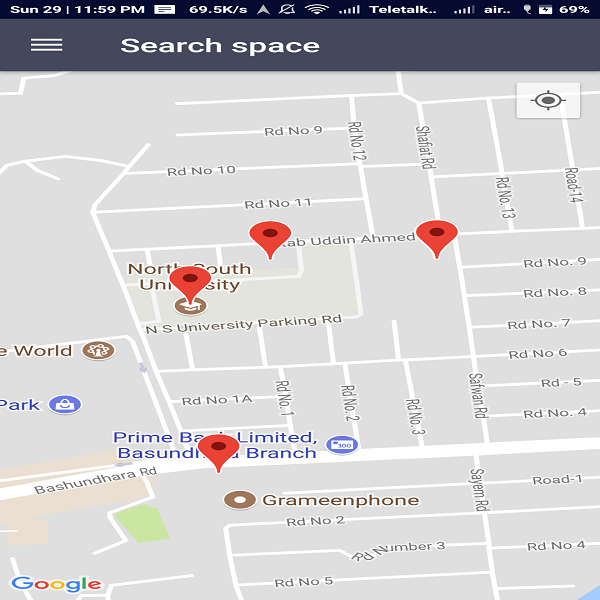 Sun 29 | 11:59 PM
69.5K/s
Teletalk..
air..
69%
Search space
Rd No 9
Rd No 12
Shafiat Rd
Rd No 10
Rd No. 13
Road-14
Rd No 11
ab Uddin Ahmed
North South
University
Rd No. 9
Rd No. 8
N S University Parking Rd
Rd No. 7
e World
Rd No 6
Rd No. 1
Rd No. 2
Rd No. 3
Safwan Rd
Rd - 5
Park
Rd No 1A
Rd No. 4
Prime Bank Limited,
Basundhara Branch
100
Bashundhara Rd
Sayem Rd
Road-1
Grameenphone
Rd No 2
Rd Number 3
Rd No 4
Rd No 5
Google